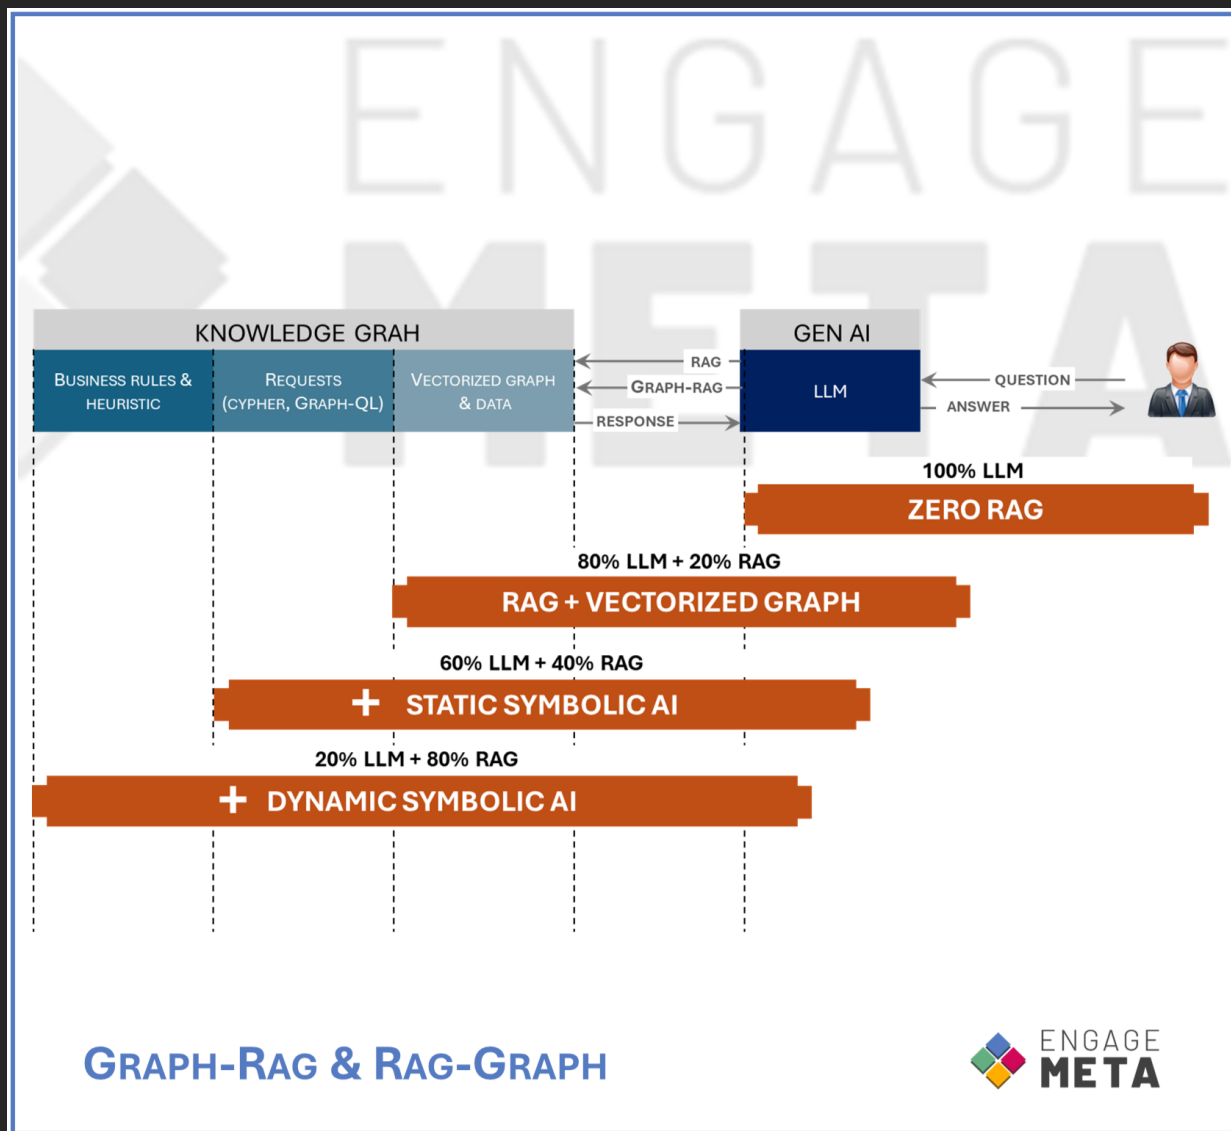 ENGAGE
META
KNOWLEDGE GRAH
GEN AI
BUSINESS RULES &
HEURISTIC
REQUESTS
(CYPHER, GRAPH-QL)
VECTORIZED GRAPH
& DATA
RAG
GRAPH-RAG
RESPONSE
LLM
QUESTION
ANSWER
100% LLM
ZERO RAG
80% LLM + 20% RAG
RAG + VECTORIZED GRAPH
60% LLM + 40% RAG
+ STATIC SYMBOLIC AI
20% LLM + 80% RAG
+ DYNAMIC SYMBOLIC AI
GRAPH-RAG & RAG-GRAPH
ENGAGE
META